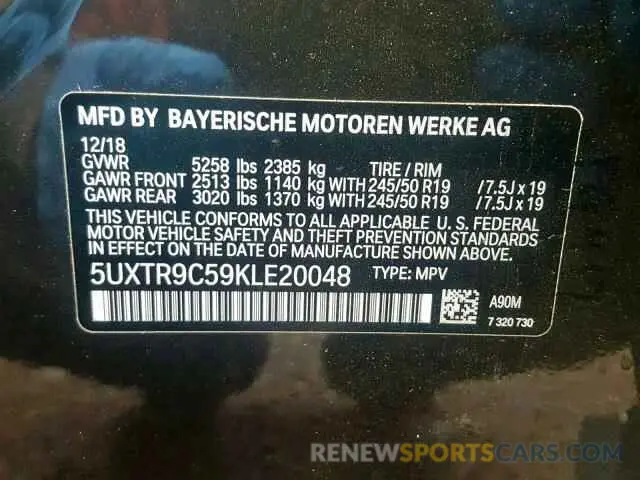 MFD BY BAYERISCHE MOTOREN WERKE AG
12/18
GVWR 5258 lbs 2385 kg TIRE / RIM
GAWR FRONT 2513 lbs 1140 kg WITH 245/50 R19 /7.5J x 19
GAWR REAR 3020 lbs 1370 kg WITH 245/50 R19 /7.5J x 19
THIS VEHICLE CONFORMS TO ALL APPLICABLE U. S. FEDERAL
MOTOR VEHICLE SAFETY AND THEFT PREVENTION STANDARDS
IN EFFECT ON THE DATE OF MANUFACTURE SHOWN ABOVE.
5UXTR9C59KLE20048 TYPE: MPV
A90M
7 320 730
RENEWSPORTSCARS.COM